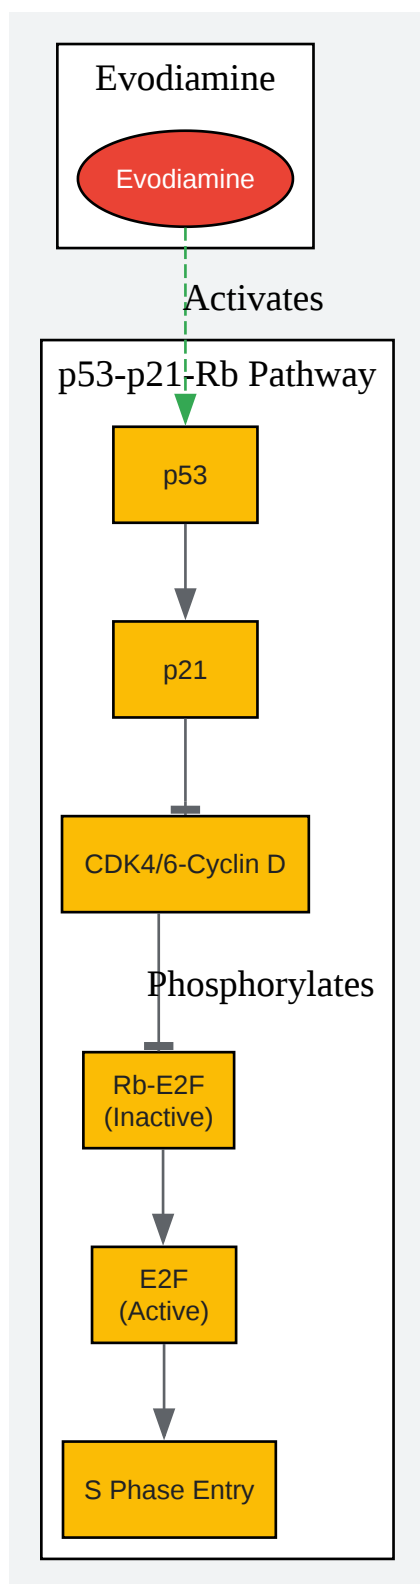 Evodiamine
Evodiamine
Activates
p53-p21-Rb Pathway
p53
p21
CDK4/6-Cyclin D
Phosphorylates
Rb-E2F
(Inactive)
E2F
(Active)
S Phase Entry